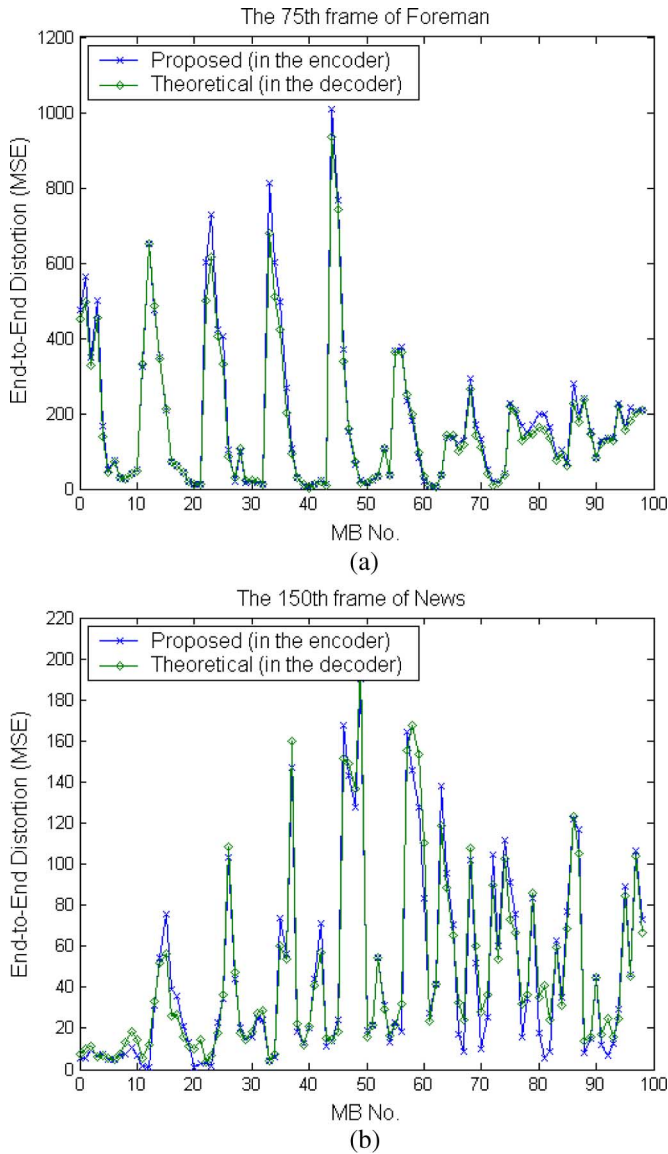 The 75th frame of Foreman
1200
1000
800
600
400
200
0
End-to-End Distortion (MSE)
Proposed (in the encoder)
Theoretical (in the decoder)
0 10 20 30 40 50 60 70 80 90 100
MB No.
(a)
The 150th frame of News
220
200
180
160
140
120
100
80
60
40
20
0
End-to-End Distortion (MSE)
Proposed (in the encoder)
Theoretical (in the decoder)
0 10 20 30 40 50 60 70 80 90 100
MB No.
(b)